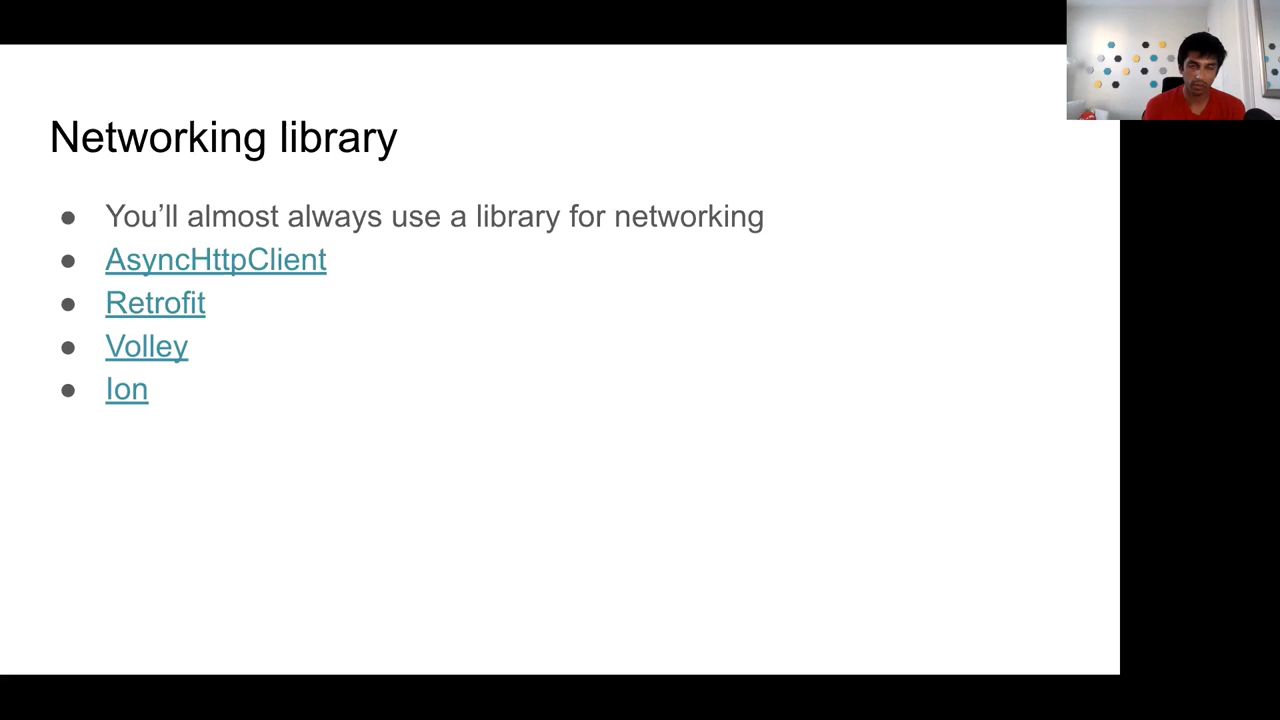 Networking library
● You’ll almost always use a library for networking
● AsyncHttpClient
● Retrofit
● Volley
● Ion